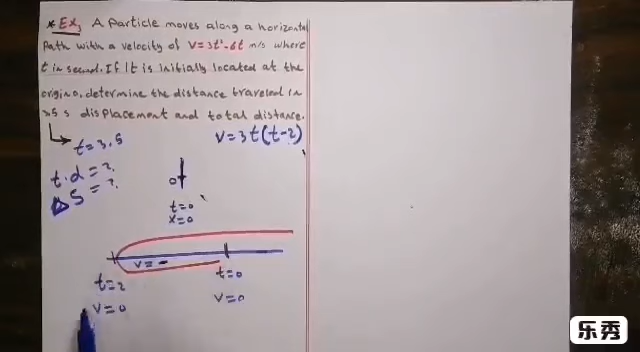 * Ex, A Particle moves along a horizontal
Path with a velocity of v=3t²-6t m/s where
t in second. If It is initially located at the
origin o, determine the distance traveled in
3.5 s displacement and total distance.
t=3.5
v=3t(t-2)
t.d=?
ΔS=?
o
t=0
x=0
v=-
t=2
t=0
v=0
v=0
乐秀